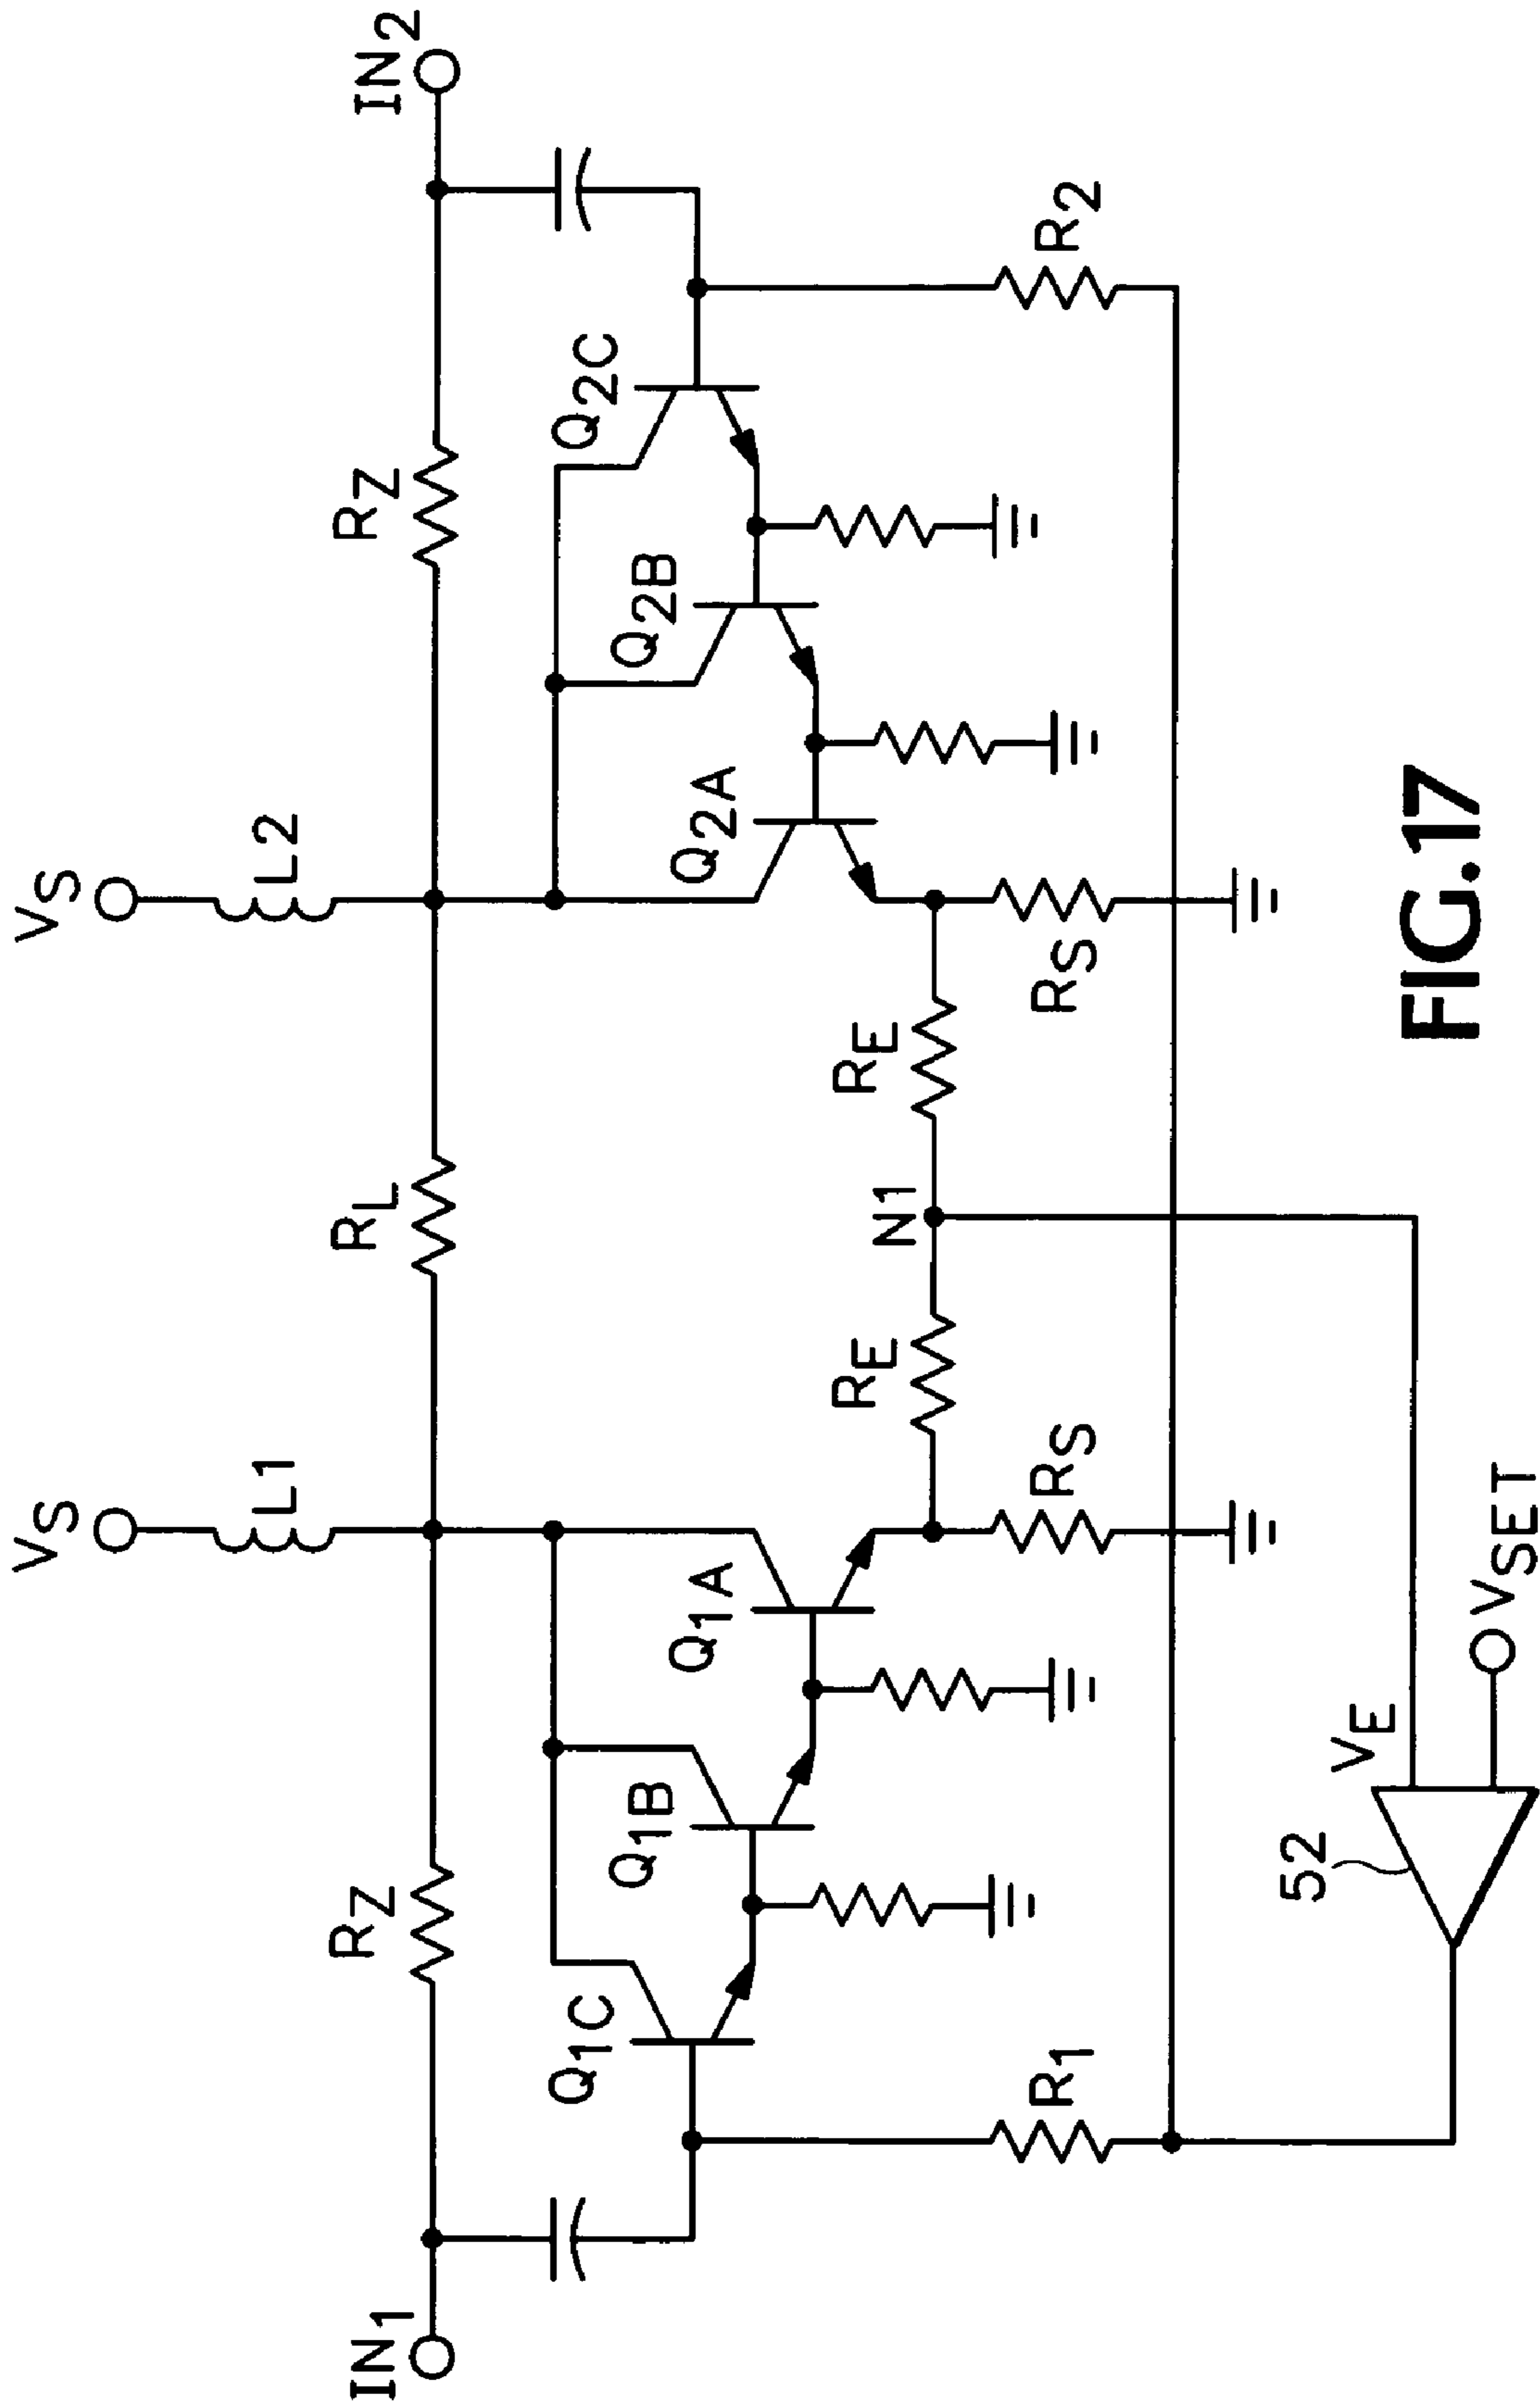 VS
VS
L1
L2
IN1
RZ
RL
RZ
IN2
Q1C
Q1B
Q1A
Q2A
Q2B
Q2C
RE
N1
RE
R1
RS
RS
R2
52
VE
VSET
FIG.17